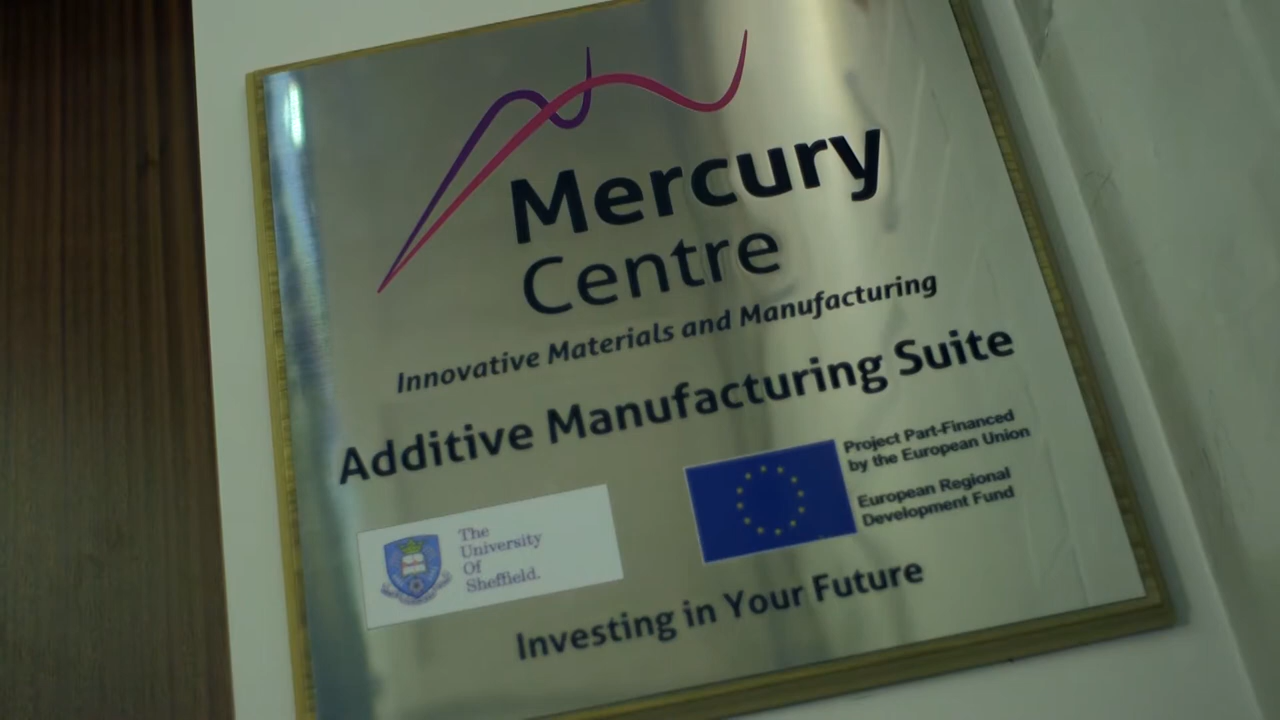 Mercury
Centre
Innovative Materials and Manufacturing
Additive Manufacturing Suite
The
University
Of
Sheffield.
Project Part-Financed
by the European Union
European Regional
Development Fund
Investing in Your Future